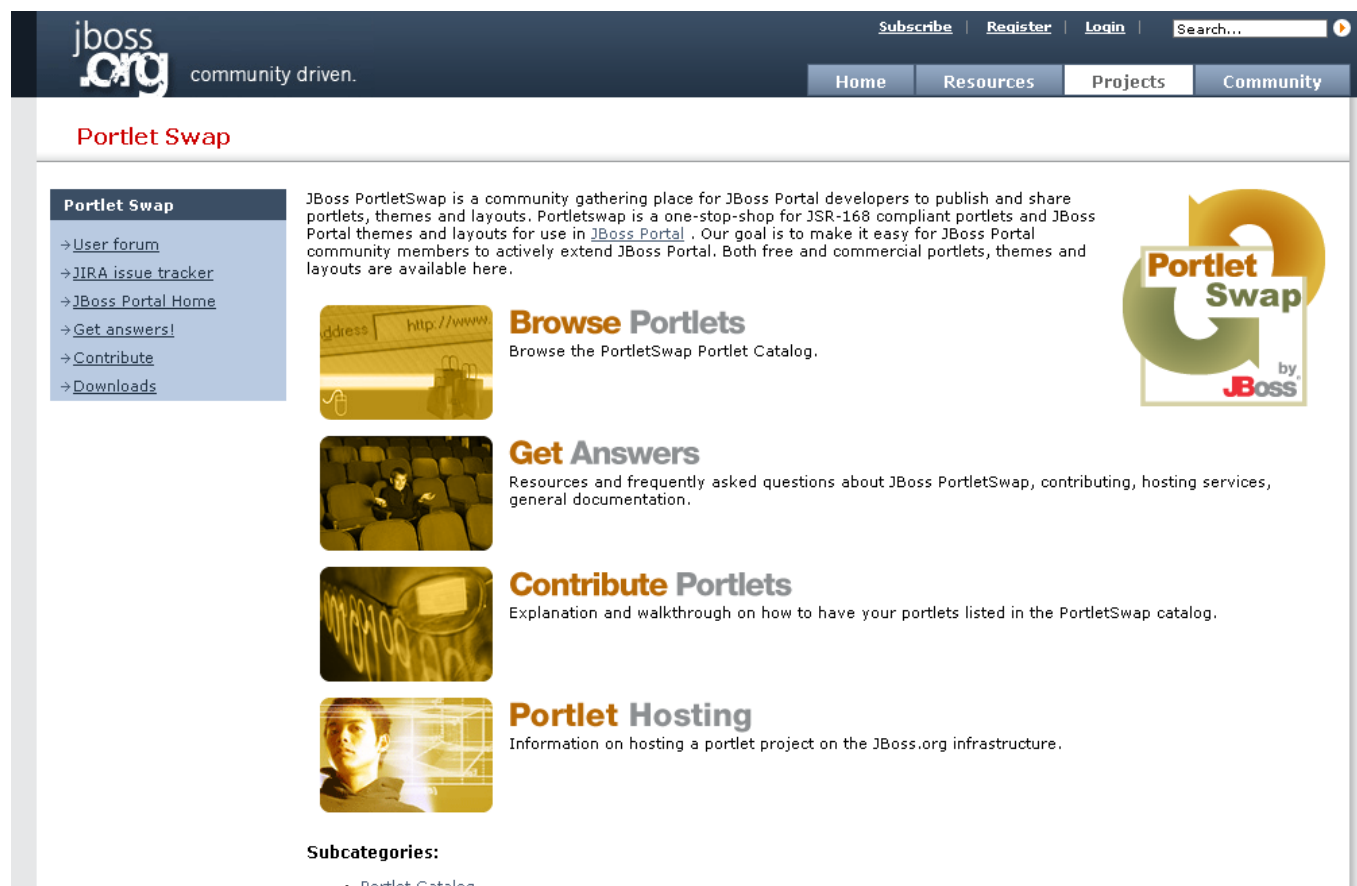 jboss
.org
community driven.
Subscribe | Register | Login |
Search...
Home
Resources
Projects
Community
Portlet Swap
Portlet Swap
→User forum
→JIRA issue tracker
→JBoss Portal Home
→Get answers!
→Contribute
→Downloads
JBoss PortletSwap is a community gathering place for JBoss Portal developers to publish and share
portlets, themes and layouts. Portletswap is a one-stop-shop for JSR-168 compliant portlets and JBoss
Portal themes and layouts for use in JBoss Portal . Our goal is to make it easy for JBoss Portal
community members to actively extend JBoss Portal. Both free and commercial portlets, themes and
layouts are available here.
Portlet
Swap
by
JBoss
address http://www.
Browse Portlets
Browse the PortletSwap Portlet Catalog.
Get Answers
Resources and frequently asked questions about JBoss PortletSwap, contributing, hosting services,
general documentation.
Contribute Portlets
Explanation and walkthrough on how to have your portlets listed in the PortletSwap catalog.
Portlet Hosting
Information on hosting a portlet project on the JBoss.org infrastructure.
Subcategories:
• Portlet Catalog